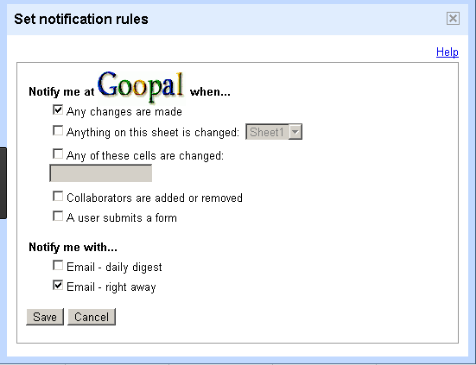 Set notification rules
Help
Notify me at Goopal when...
Any changes are made
Anything on this sheet is changed: Sheet1
Any of these cells are changed:
Collaborators are added or removed
A user submits a form
Notify me with...
Email - daily digest
Email - right away
Save Cancel